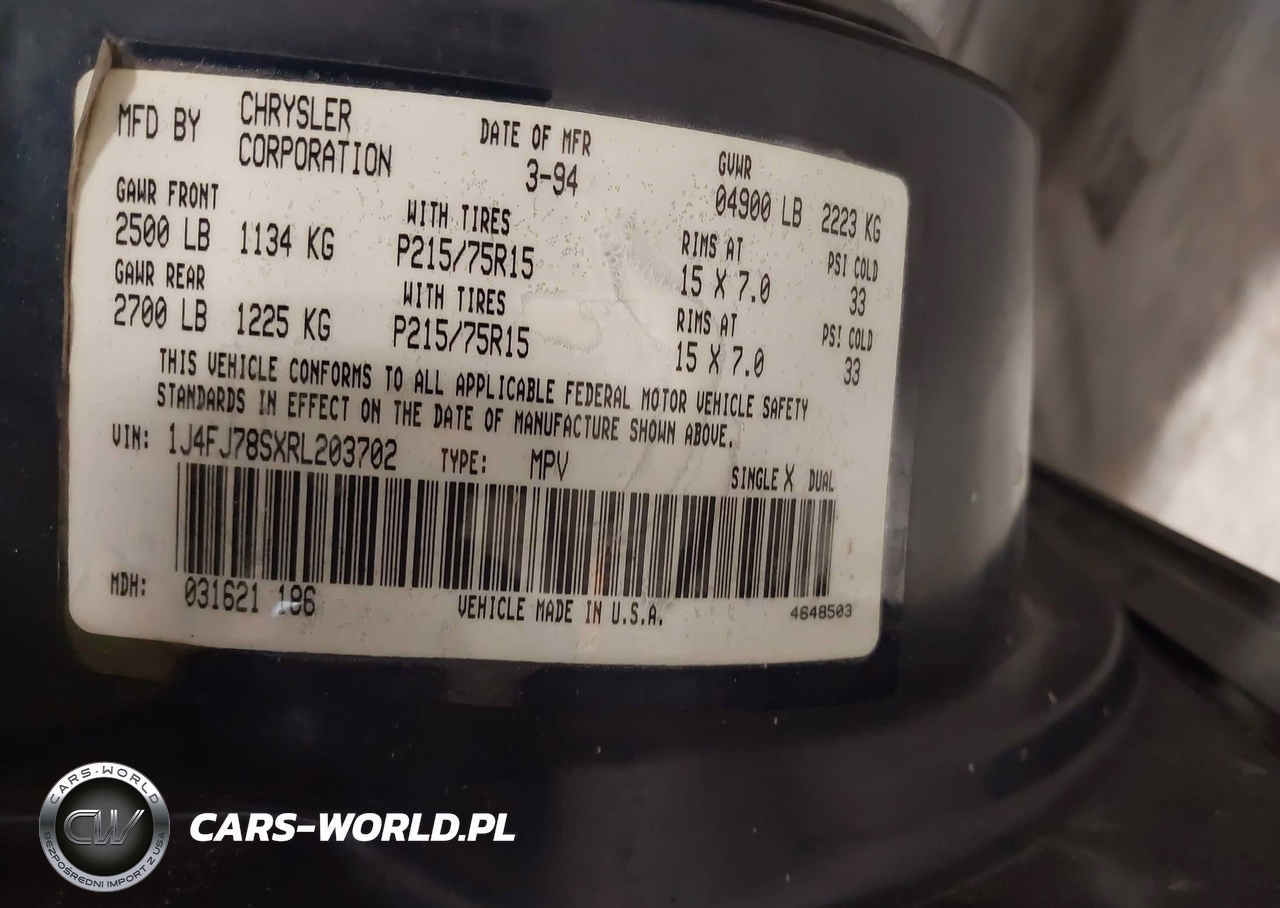 MFD BY CHRYSLER CORPORATION
DATE OF MFR 3-94
GVWR 04900 LB 2223 KG
GAWR FRONT WITH TIRES RIMS AT PSI COLD
2500 LB 1134 KG P215/75R15 15 X 7.0 33
GAWR REAR WITH TIRES RIMS AT PSI COLD
2700 LB 1225 KG P215/75R15 15 X 7.0 33
THIS VEHICLE CONFORMS TO ALL APPLICABLE FEDERAL MOTOR VEHICLE SAFETY
STANDARDS IN EFFECT ON THE DATE OF MANUFACTURE SHOWN ABOVE.
VIN: 1J4FJ78SXRL203702 TYPE: MPV SINGLE X DUAL
MDH: 031621 196 VEHICLE MADE IN U.S.A. 4648503
CARS-WORLD
CW
BEZPOŚREDNI IMPORT Z USA
CARS-WORLD.PL